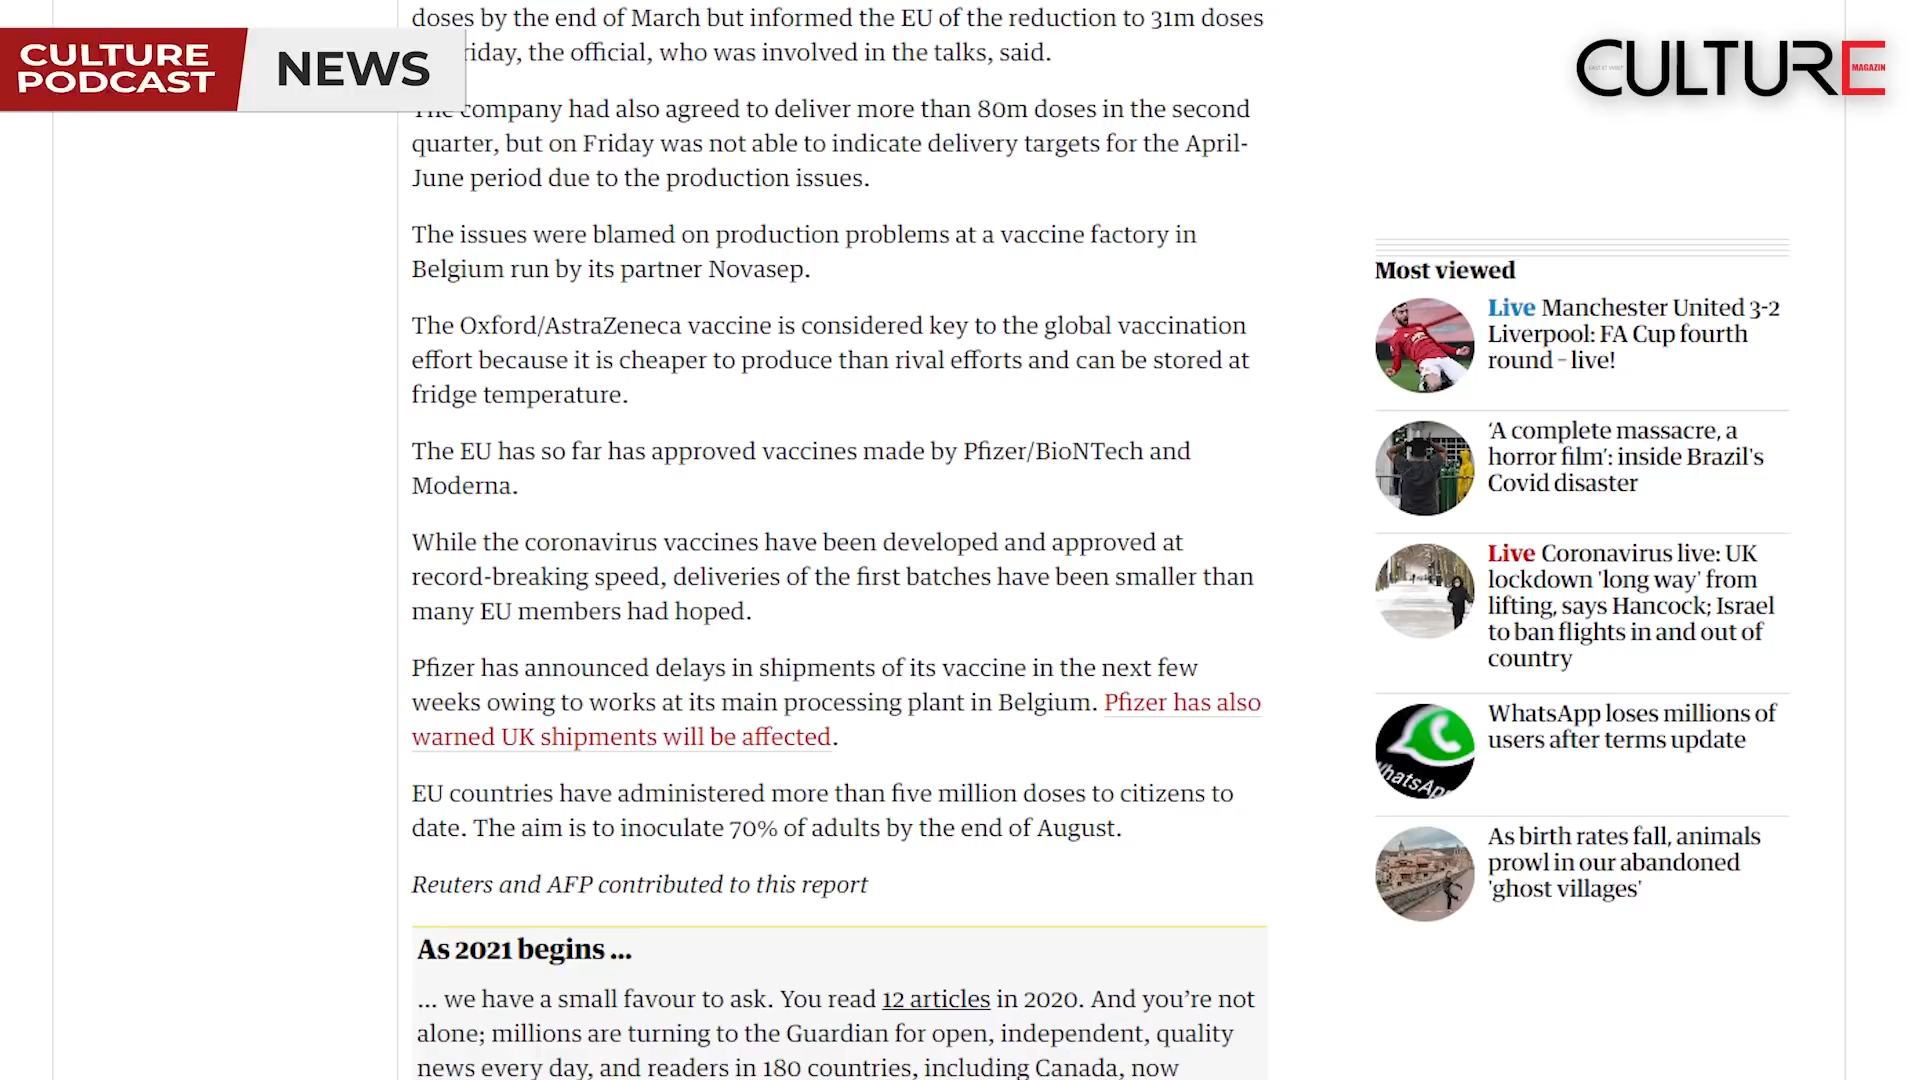 doses by the end of March but informed the EU of the reduction to 31m doses
CULTURE
PODCAST
NEWS
riday, the official, who was involved in the talks, said.
CULTURE
MAGAZIN
The company had also agreed to deliver more than 80m doses in the second
quarter, but on Friday was not able to indicate delivery targets for the April-
June period due to the production issues.
The issues were blamed on production problems at a vaccine factory in
Belgium run by its partner Novasep.
The Oxford/AstraZeneca vaccine is considered key to the global vaccination
effort because it is cheaper to produce than rival efforts and can be stored at
fridge temperature.
The EU has so far has approved vaccines made by Pfizer/BioNTech and
Moderna.
While the coronavirus vaccines have been developed and approved at
record-breaking speed, deliveries of the first batches have been smaller than
many EU members had hoped.
Pfizer has announced delays in shipments of its vaccine in the next few
weeks owing to works at its main processing plant in Belgium. Pfizer has also
warned UK shipments will be affected.
EU countries have administered more than five million doses to citizens to
date. The aim is to inoculate 70% of adults by the end of August.
Reuters and AFP contributed to this report
As 2021 begins ...
... we have a small favour to ask. You read 12 articles in 2020. And you're not
alone; millions are turning to the Guardian for open, independent, quality
news every day, and readers in 180 countries, including Canada, now
Most viewed
Live Manchester United 3-2
Liverpool: FA Cup fourth
round – live!
'A complete massacre, a
horror film': inside Brazil's
Covid disaster
Live Coronavirus live: UK
lockdown 'long way' from
lifting, says Hancock; Israel
to ban flights in and out of
country
WhatsApp
WhatsApp loses millions of
users after terms update
As birth rates fall, animals
prowl in our abandoned
'ghost villages'